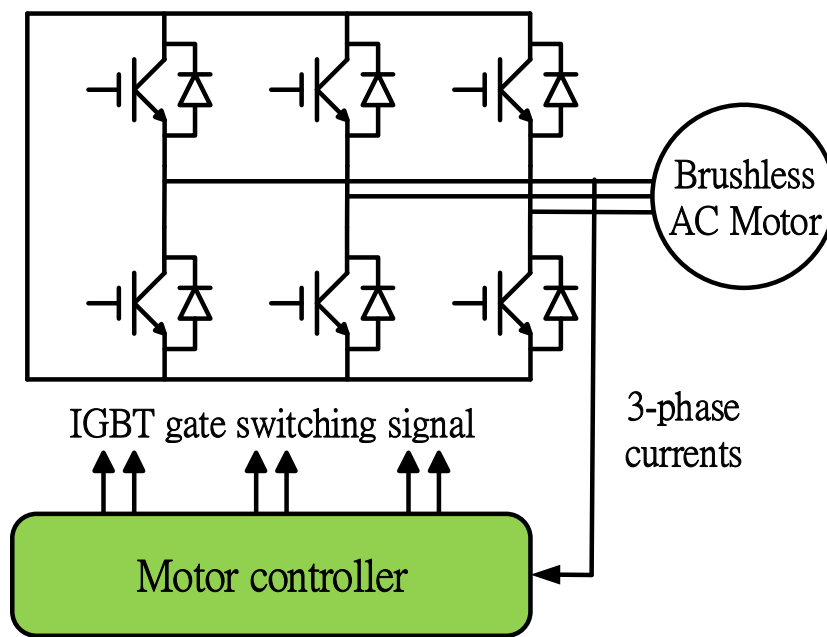 Brushless
AC Motor
3-phase
currents
IGBT gate switching signal
Motor controller